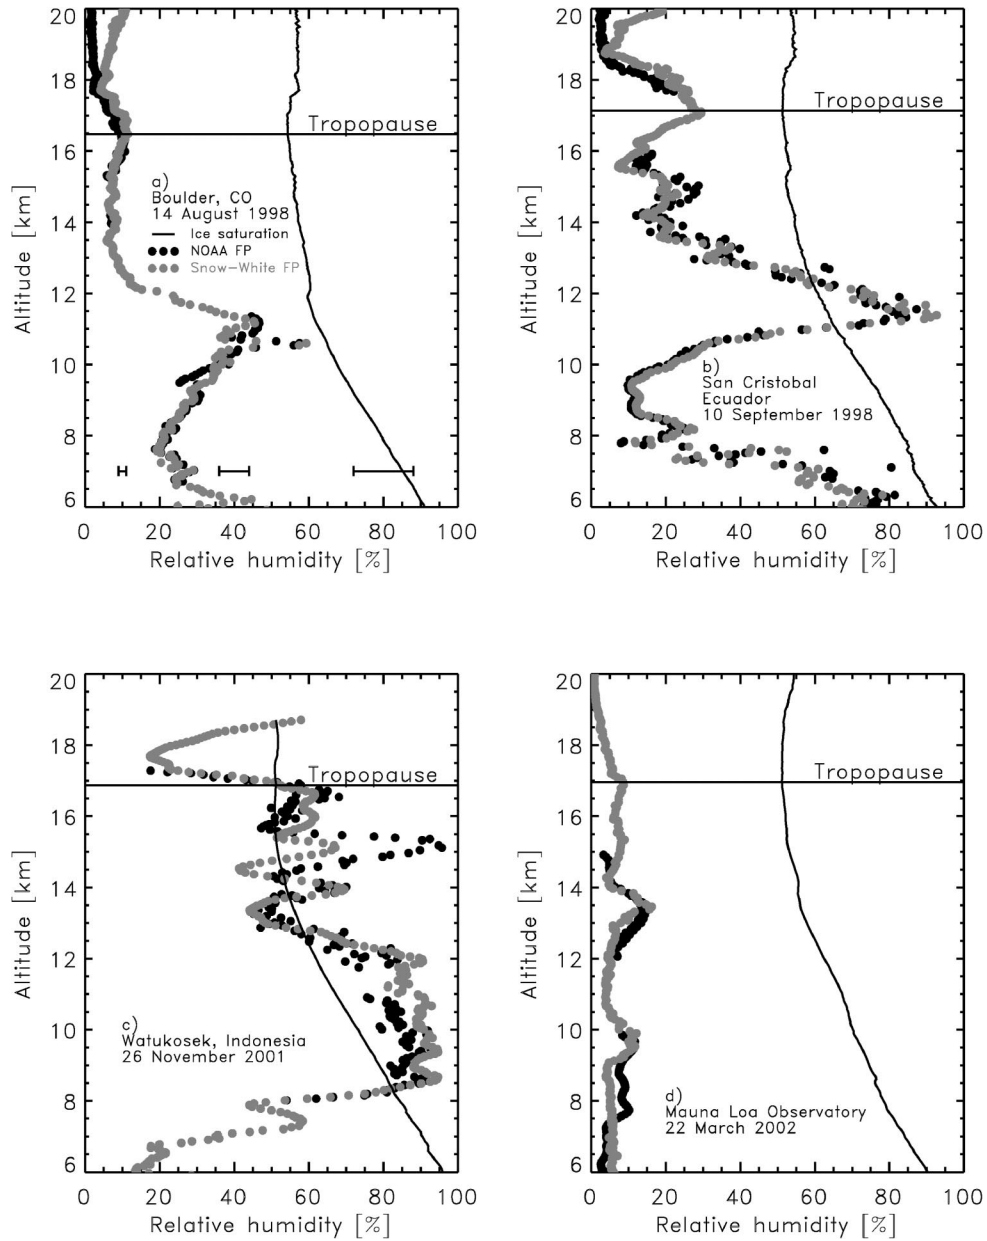 20
18
16
14
12
10
8
6
Altitude [km]
Tropopause
a)
Boulder, CO
14 August 1998
Ice saturation
NOAA FP
Snow-White FP
0 20 40 60 80 100
Relative humidity [%]
20
18
16
14
12
10
8
6
Altitude [km]
Tropopause
b)
San Cristobal
Ecuador
10 September 1998
0 20 40 60 80 100
Relative humidity [%]
20
18
16
14
12
10
8
6
Altitude [km]
Tropopause
c)
Watukosek, Indonesia
26 November 2001
0 20 40 60 80 100
Relative humidity [%]
20
18
16
14
12
10
8
6
Altitude [km]
Tropopause
d)
Mauna Loa Observatory
22 March 2002
0 20 40 60 80 100
Relative humidity [%]